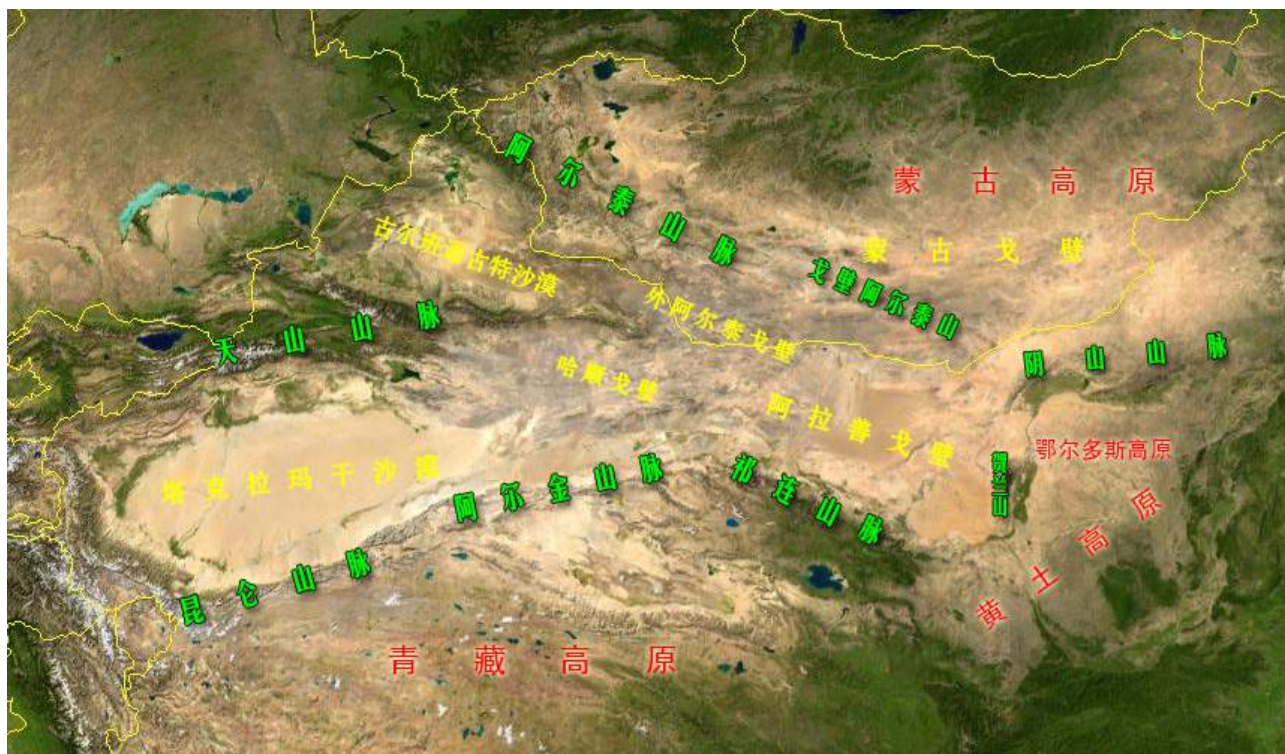 阿尔泰山脉
蒙古高原
古尔班通古特沙漠
蒙古戈壁
戈壁阿尔泰山
外阿尔泰戈壁
天山山脉
阴山山脉
哈顺戈壁
阿拉善戈壁
塔克拉玛干沙漠
阿尔金山脉
祁连山脉
贺兰山
鄂尔多斯高原
昆仑山脉
黄土高原
青藏高原